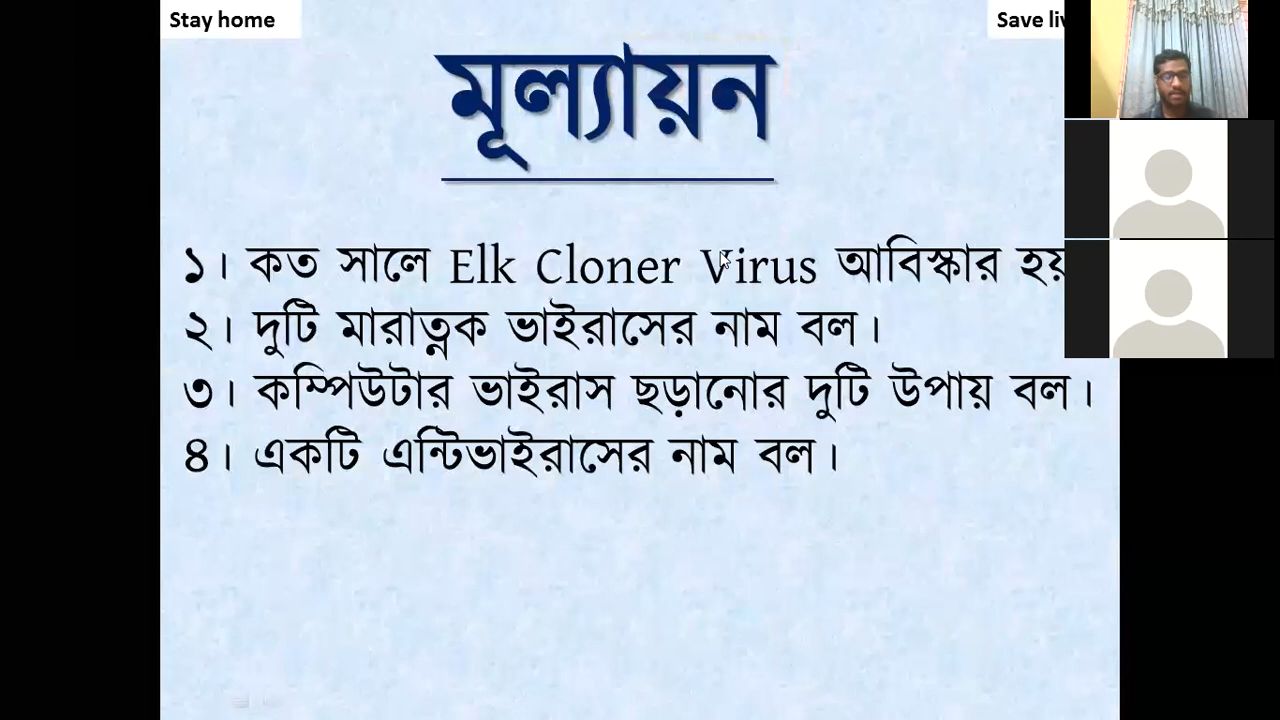 Stay home
Save
মূল্যায়ন
১। কত সালে Elk Cloner Virus আবিস্কার হয়
২। দুটি মারাত্নক ভাইরাসের নাম বল।
৩। কম্পিউটার ভাইরাস ছড়ানোর দুটি উপায় বল।
৪। একটি এন্টিভাইরাসের নাম বল।